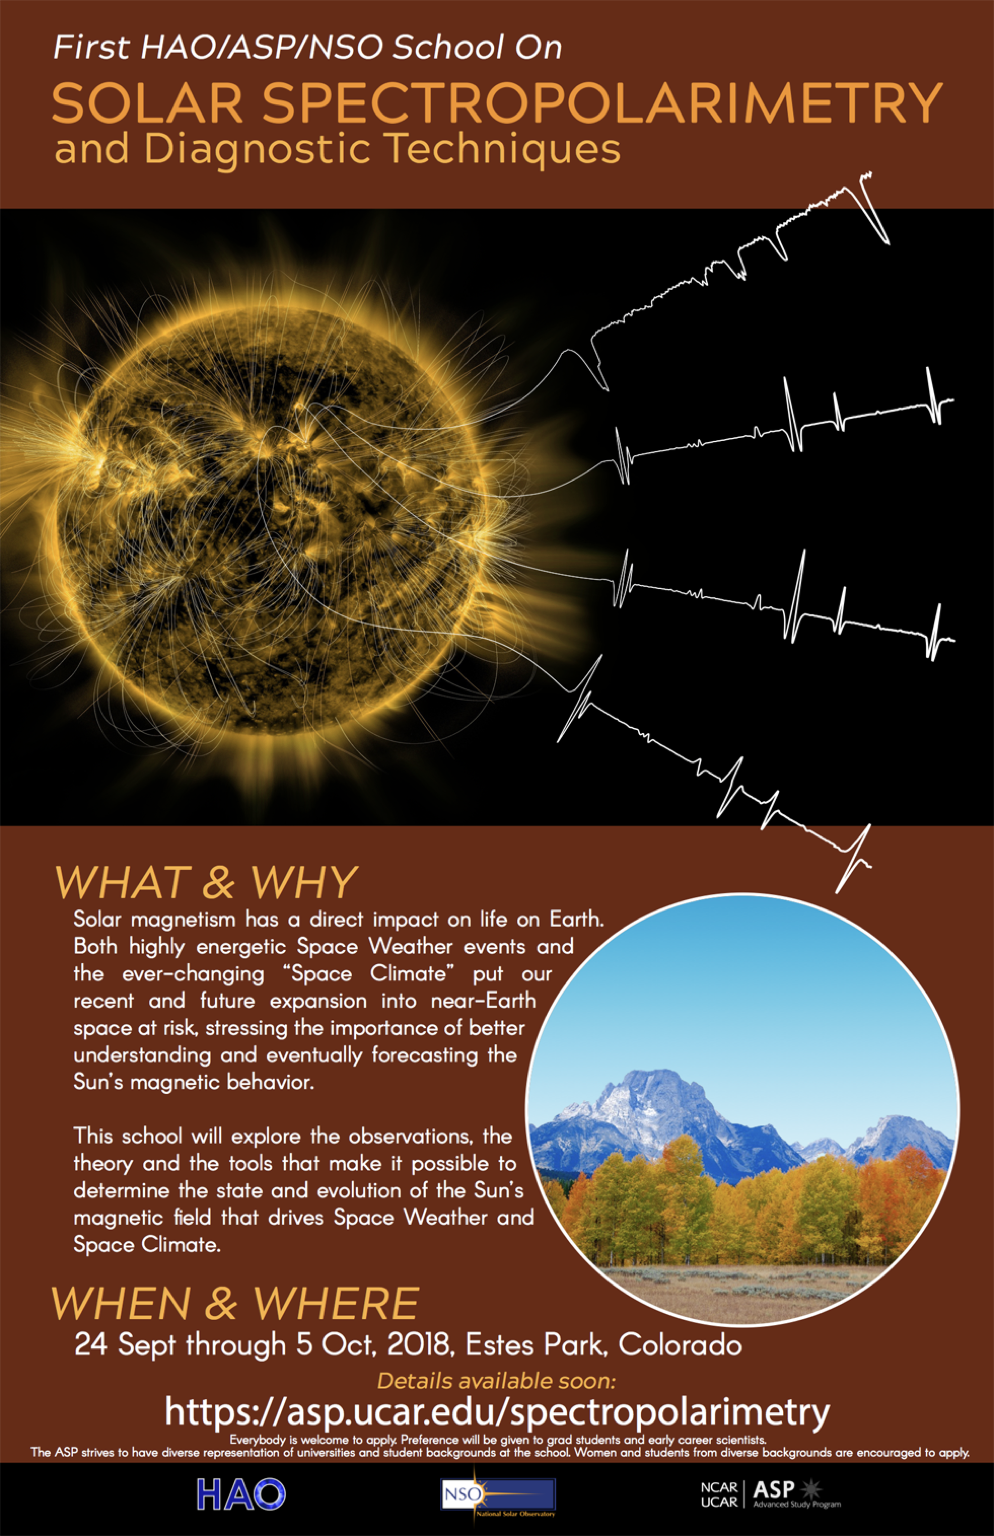 First HAO/ASP/NSO School On
SOLAR SPECTROPOLARIMETRY
and Diagnostic Techniques
WHAT & WHY
Solar magnetism has a direct impact on life on Earth.
Both highly energetic Space Weather events and
the ever-changing “Space Climate” put our
recent and future expansion into near-Earth
space at risk, stressing the importance of better
understanding and eventually forecasting the
Sun’s magnetic behavior.
This school will explore the observations, the
theory and the tools that make it possible to
determine the state and evolution of the Sun’s
magnetic field that drives Space Weather and
Space Climate.
WHEN & WHERE
24 Sept through 5 Oct, 2018, Estes Park, Colorado
Details available soon:
https://asp.ucar.edu/spectropolarimetry
Everybody is welcome to apply. Preference will be given to grad students and early career scientists.
The ASP strives to have diverse representation of universities and student backgrounds at the school. Women and students from diverse backgrounds are encouraged to apply.
HAO
NSO
National Solar Observatory
NCAR
UCAR
ASP
Advanced Study Program